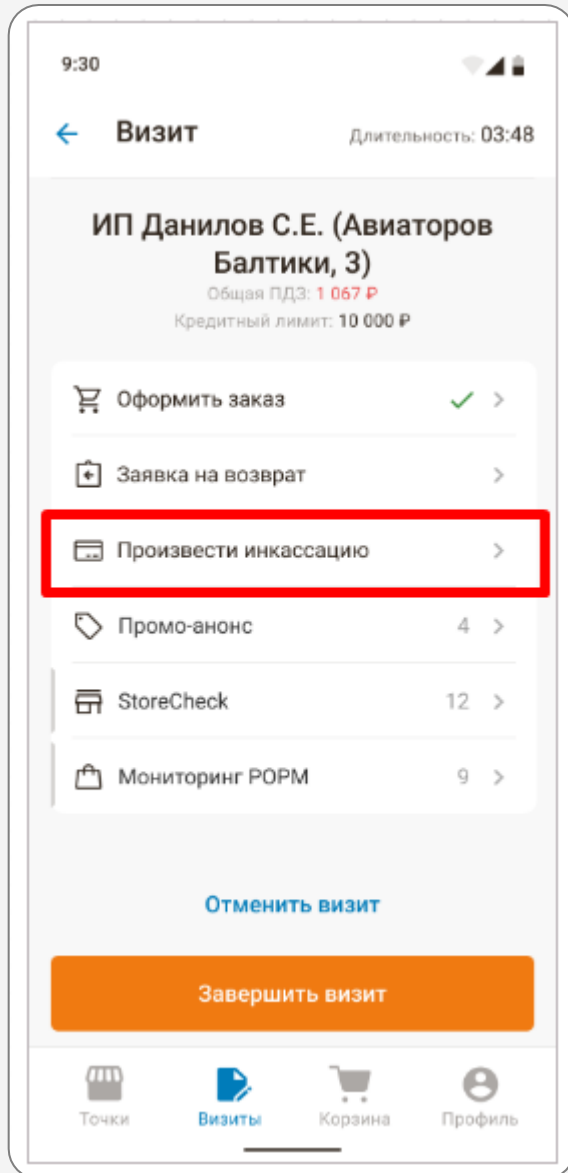 9:30
Визит
Длительность: 03:48
ИП Данилов С.Е. (Авиаторов
Балтики, 3)
Общая ПДЗ: 1 067 ₽
Кредитный лимит: 10 000 ₽
Оформить заказ
Заявка на возврат
Произвести инкассацию
Промо-анонс 4
StoreCheck 12
Мониторинг РОРМ 9
Отменить визит
Завершить визит
Точки Визиты Корзина Профиль